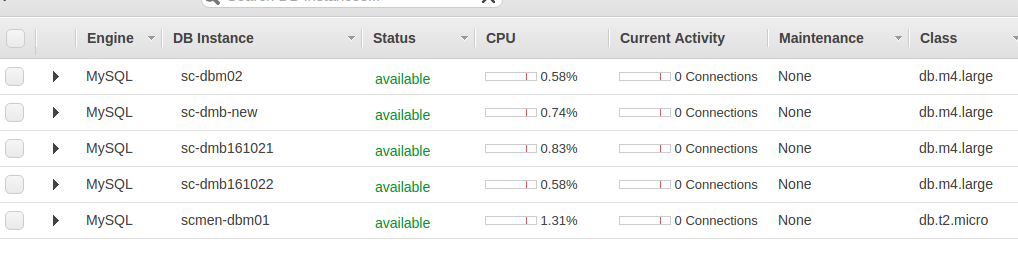 Search DB Instances...
Engine DB Instance Status CPU Current Activity Maintenance Class
MySQL sc-dbm02 available 0.58% 0 Connections None db.m4.large
MySQL sc-dmb-new available 0.74% 0 Connections None db.m4.large
MySQL sc-dmb161021 available 0.83% 0 Connections None db.m4.large
MySQL sc-dmb161022 available 0.58% 0 Connections None db.m4.large
MySQL scmen-dbm01 available 1.31% 0 Connections None db.t2.micro